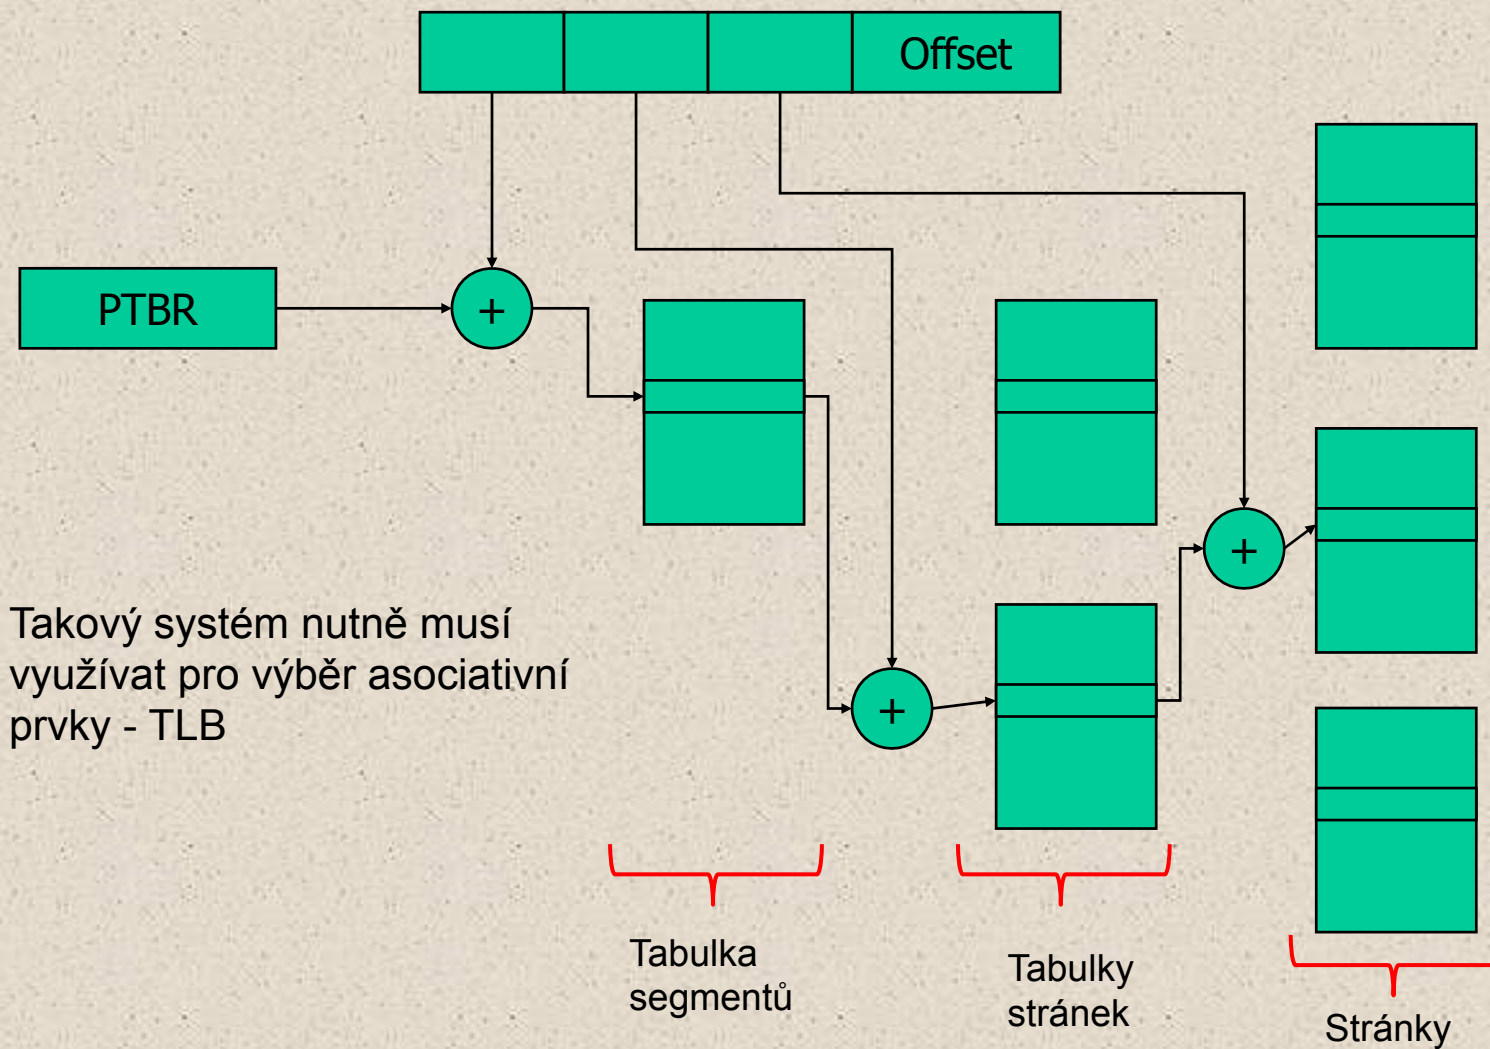 Offset
PTBR
+
+
+
Takový systém nutně musí
využívat pro výběr asociativní
prvky - TLB
Tabulka
segmentů
Tabulky
stránek
Stránky